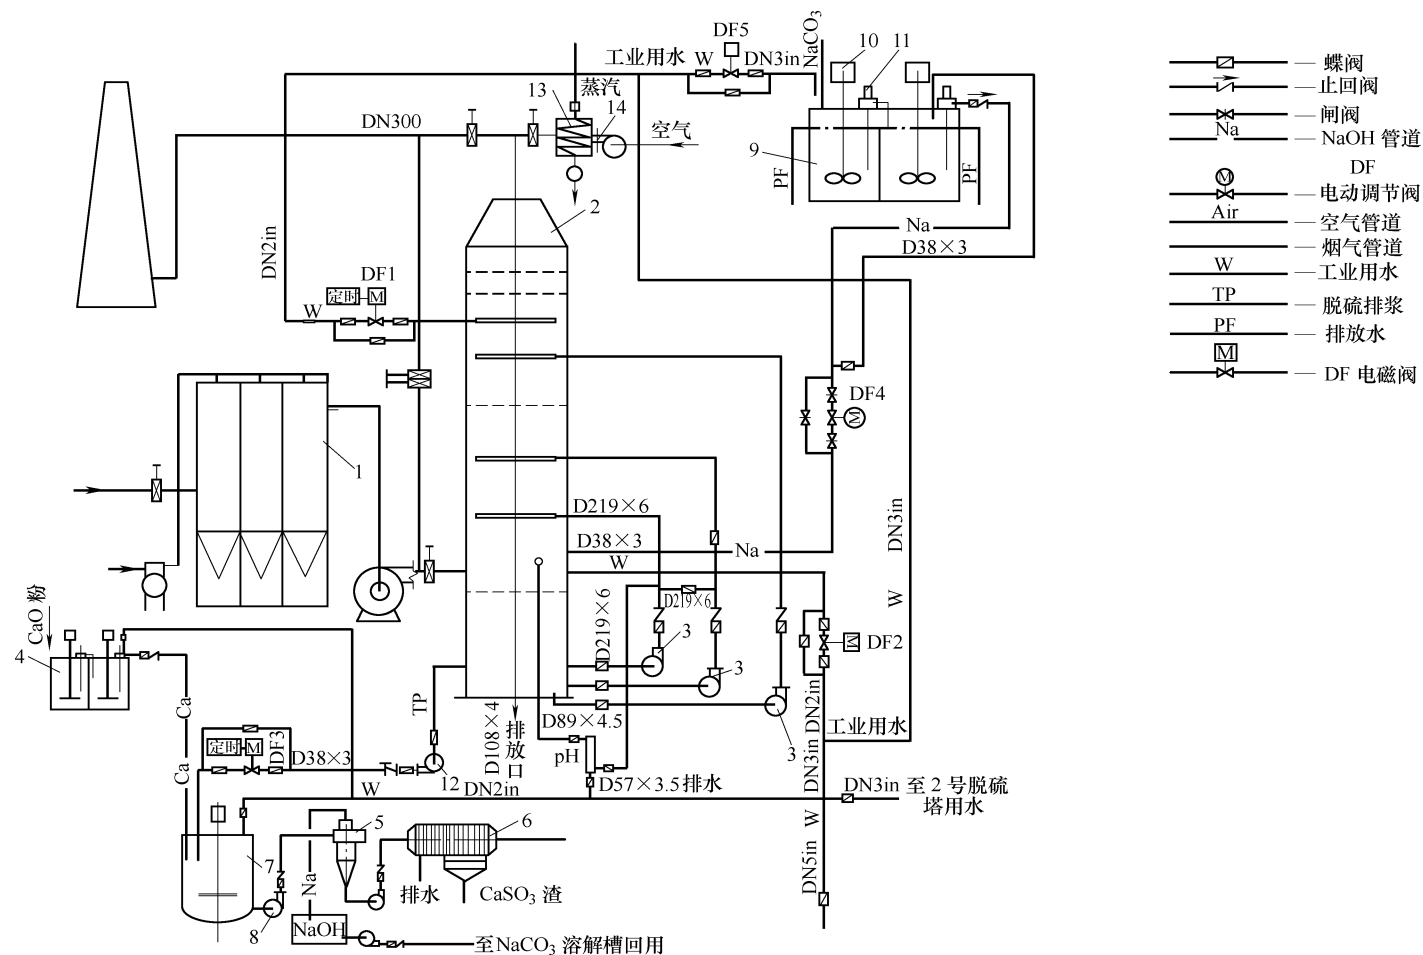 DF5
工业用水
W
DN3in
NaCO3
10
11
蒸汽
13
14
空气
DN300
9
PF
PF
2
Na
D38×3
DN2in
DF1
定时
M
W
1
DF4
M
D219×6
D38×3
Na
W
DN3in
W
D219×6
D219×6
3
3
3
M
DF2
CaO 粉
4
Ca
Ca
TP
DF3
定时
M
D38×3
12
DN2in
W
D108×4
排放口
D89×4.5
pH
D57×3.5 排水
DN2in
DN3in
工业用水
DN3in 至 2 号脱硫
塔用水
W
DN5in
7
8
5
6
Na
NaOH
排水
CaSO3 渣
至NaCO3 溶解槽回用
蝶阀
止回阀
闸阀
Na
NaOH 管道
DF
M
电动调节阀
Air
空气管道
烟气管道
W
工业用水
TP
脱硫排浆
PF
排放水
M
DF 电磁阀